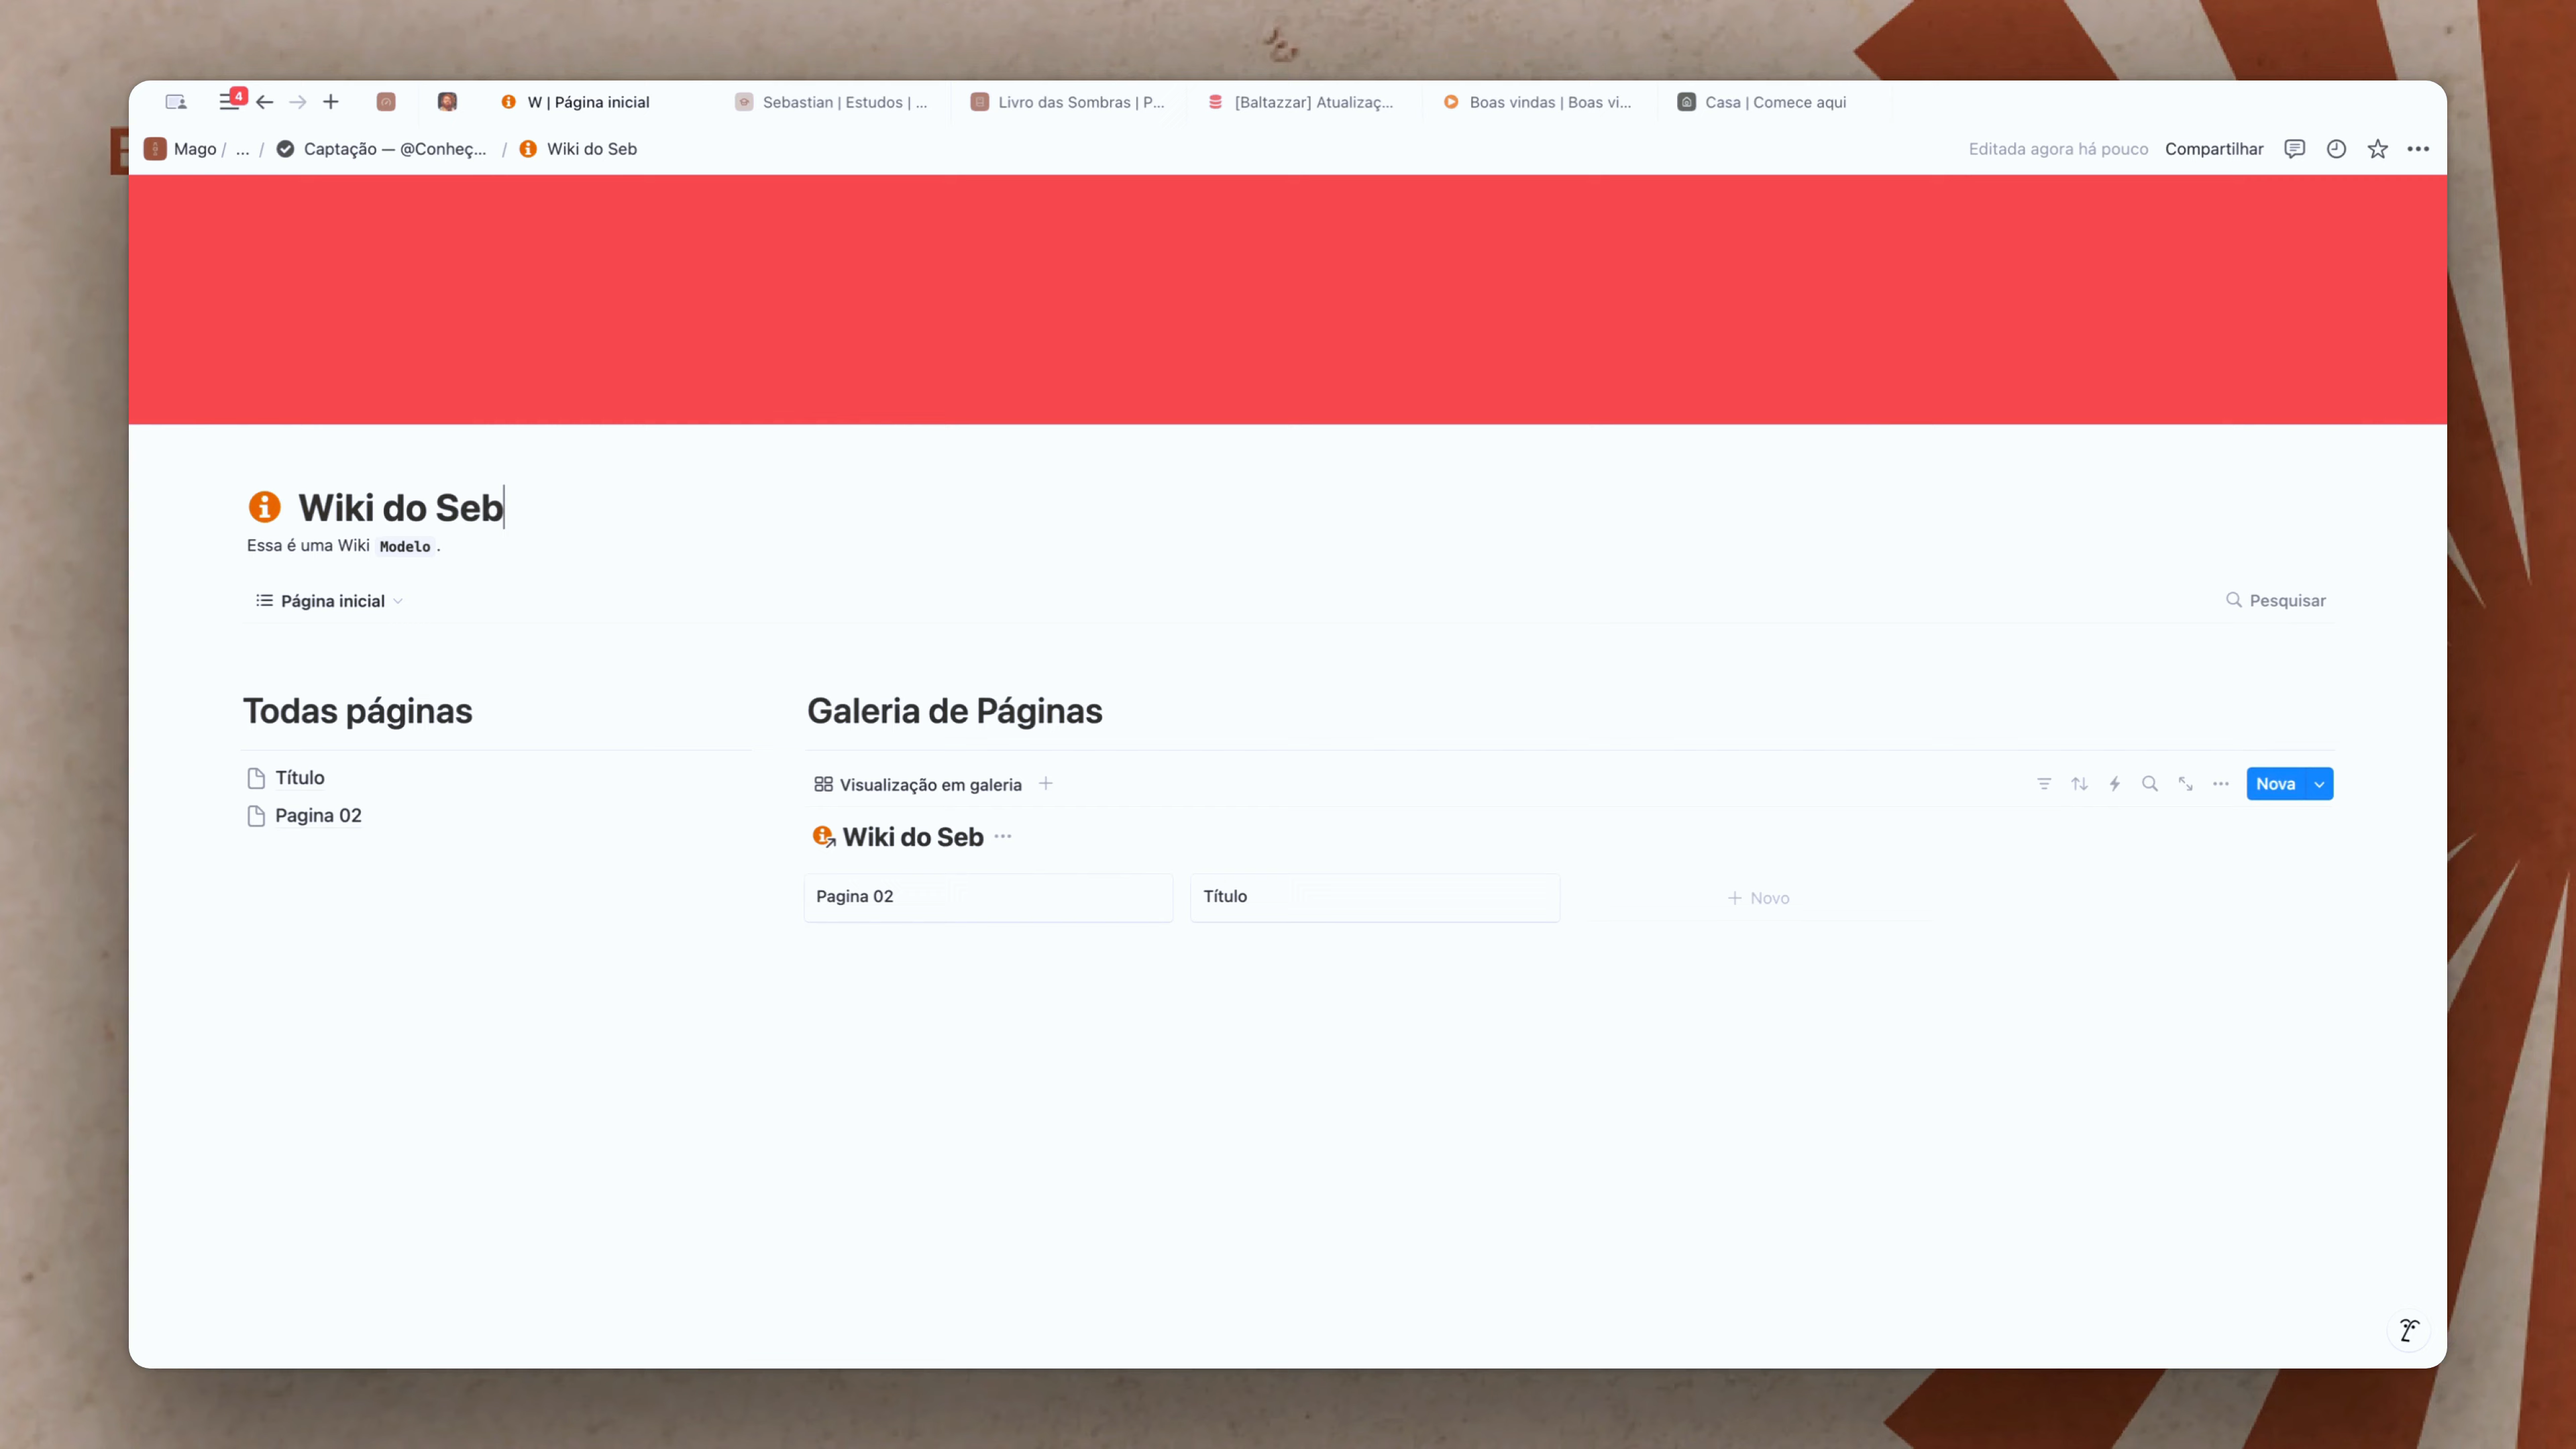 4
W | Página inicial
Sebastian | Estudos | ...
Livro das Sombras | P...
[Baltazzar] Atualizaç...
Boas vindas | Boas vi...
Casa | Comece aqui
Mago / ... / Captação — @Conheç... / Wiki do Seb
Editada agora há pouco
Compartilhar
Wiki do Seb
Essa é uma Wiki Modelo .
Página inicial
Pesquisar
Todas páginas
Título
Pagina 02
Galeria de Páginas
Visualização em galeria
Nova
Wiki do Seb
Pagina 02
Título
Novo